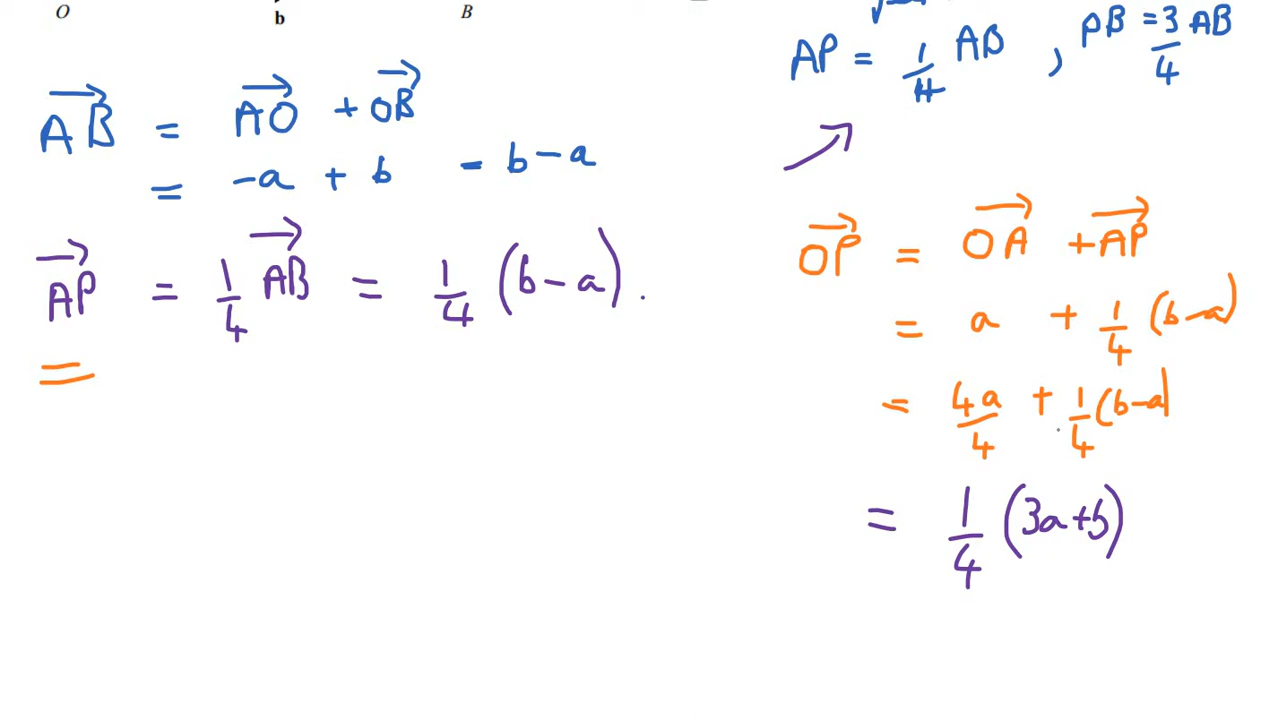 O b B
AP = 1/4 AB , PB = 3/4 AB
AB = AO + OB
= -a + b = b - a
AP = 1/4 AB = 1/4 (b - a).
=
OP = OA + AP
= a + 1/4 (b - a)
= 4a/4 + 1/4 (b - a)
= 1/4 (3a + b)